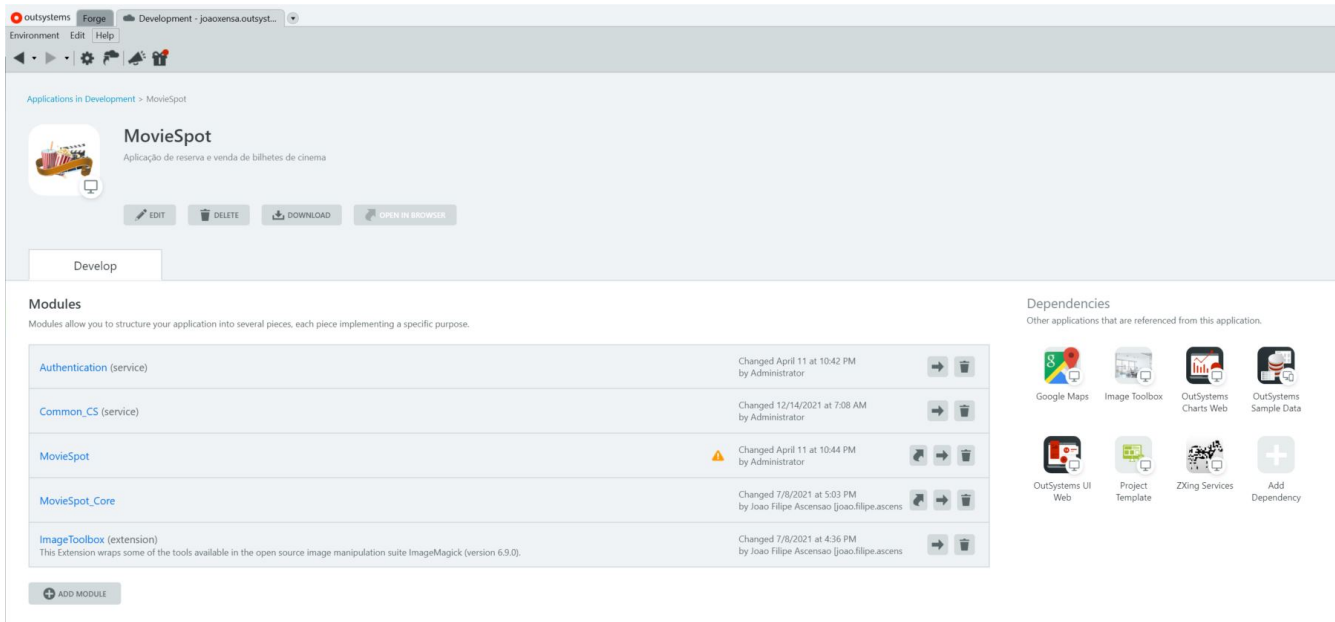 outsystems Forge Development - joaoxensa.outsyst...
Environment Edit Help
Applications in Development > MovieSpot
MovieSpot
Aplicação de reserva e venda de bilhetes de cinema
EDIT DELETE DOWNLOAD OPEN IN BROWSER
Develop
Modules
Modules allow you to structure your application into several pieces, each piece implementing a specific purpose.
Authentication (service)
Changed April 11 at 10:42 PM
by Administrator
Common_CS (service)
Changed 12/14/2021 at 7:08 AM
by Administrator
MovieSpot
Changed April 11 at 10:44 PM
by Administrator
MovieSpot_Core
Changed 7/8/2021 at 5:03 PM
by Joao Filipe Ascensao [joao.filipe.ascens
ImageToolbox (extension)
This Extension wraps some of the tools available in the open source image manipulation suite ImageMagick (version 6.9.0).
Changed 7/8/2021 at 4:36 PM
by Joao Filipe Ascensao [joao.filipe.ascens
ADD MODULE
Dependencies
Other applications that are referenced from this application.
Google Maps
Image Toolbox
OutSystems
Charts Web
OutSystems
Sample Data
OutSystems UI
Web
Project
Template
ZXing Services
Add
Dependency